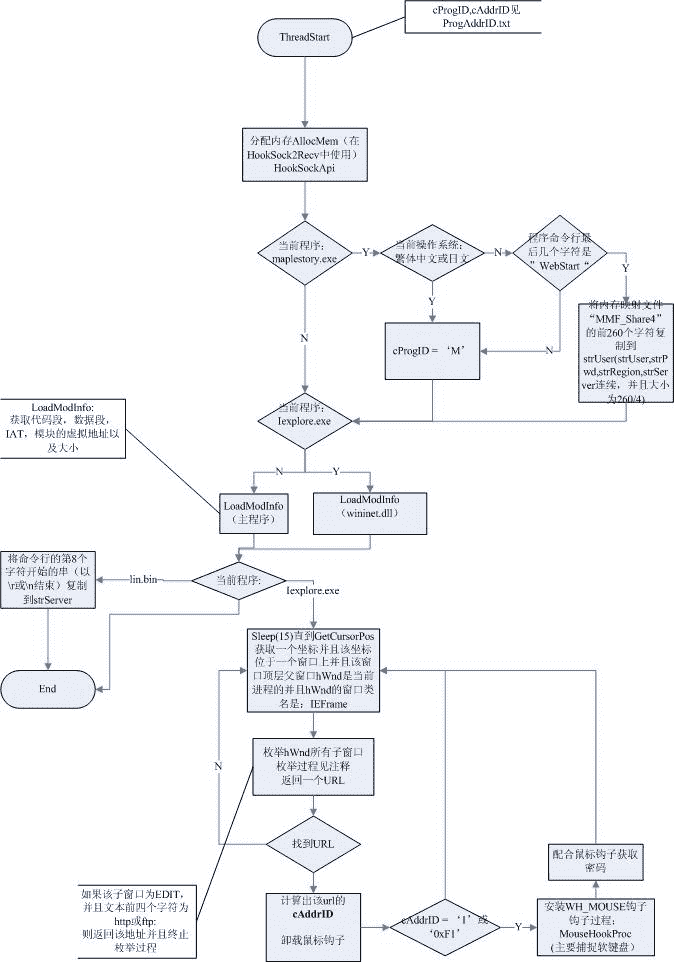 cProgID,cAddrID见
ProgAddrID.txt
ThreadStart
分配内存AllocMem（在
HookSock2Recv中使用）
HookSockApi
当前程序：
maplestory.exe
Y
当前操作系统：
繁体中文或日文
N
程序命令行最
后几个字符是
”WebStart“
Y
Y
N
N
cProgID = ‘M’
将内存映射文件
“MMF_Share4”
的前260个字符复
制到
strUser(strUser,strP
wd,strRegion,strSe
rver连续，并且大小
为260/4)
LoadModInfo:
获取代码段，数据段，
IAT，模块的虚拟地址以
及大小
当前程序：
Iexplore.exe
N
Y
LoadModInfo
（主程序）
LoadModInfo
（wininet.dll）
将命令行的第8个
字符开始的串（以
\r或\n结束）复制
到strServer
lin.bin
当前程序:
Iexplore.exe
End
Sleep(15)直到GetCursorPos
获取一个坐标并且该坐标
位于一个窗口上并且该窗
口顶层父窗口hWnd是当前
进程的并且hWnd的窗口类
名是：IEFrame
N
枚举hWnd所有子窗口
枚举过程见注释
返回一个URL
找到URL
配合鼠标钩子获取
密码
如果该子窗口为EDIT，
并且文本前四个字符为
http或ftp:
则返回该地址并且终止
枚举过程
计算出该url的
cAddrID
卸载鼠标钩子
cAddrID = ‘1’或
‘0xF1’
Y
安装WH_MOUSE钩子
钩子过程：
MouseHookProc
(主要捕捉软键盘)